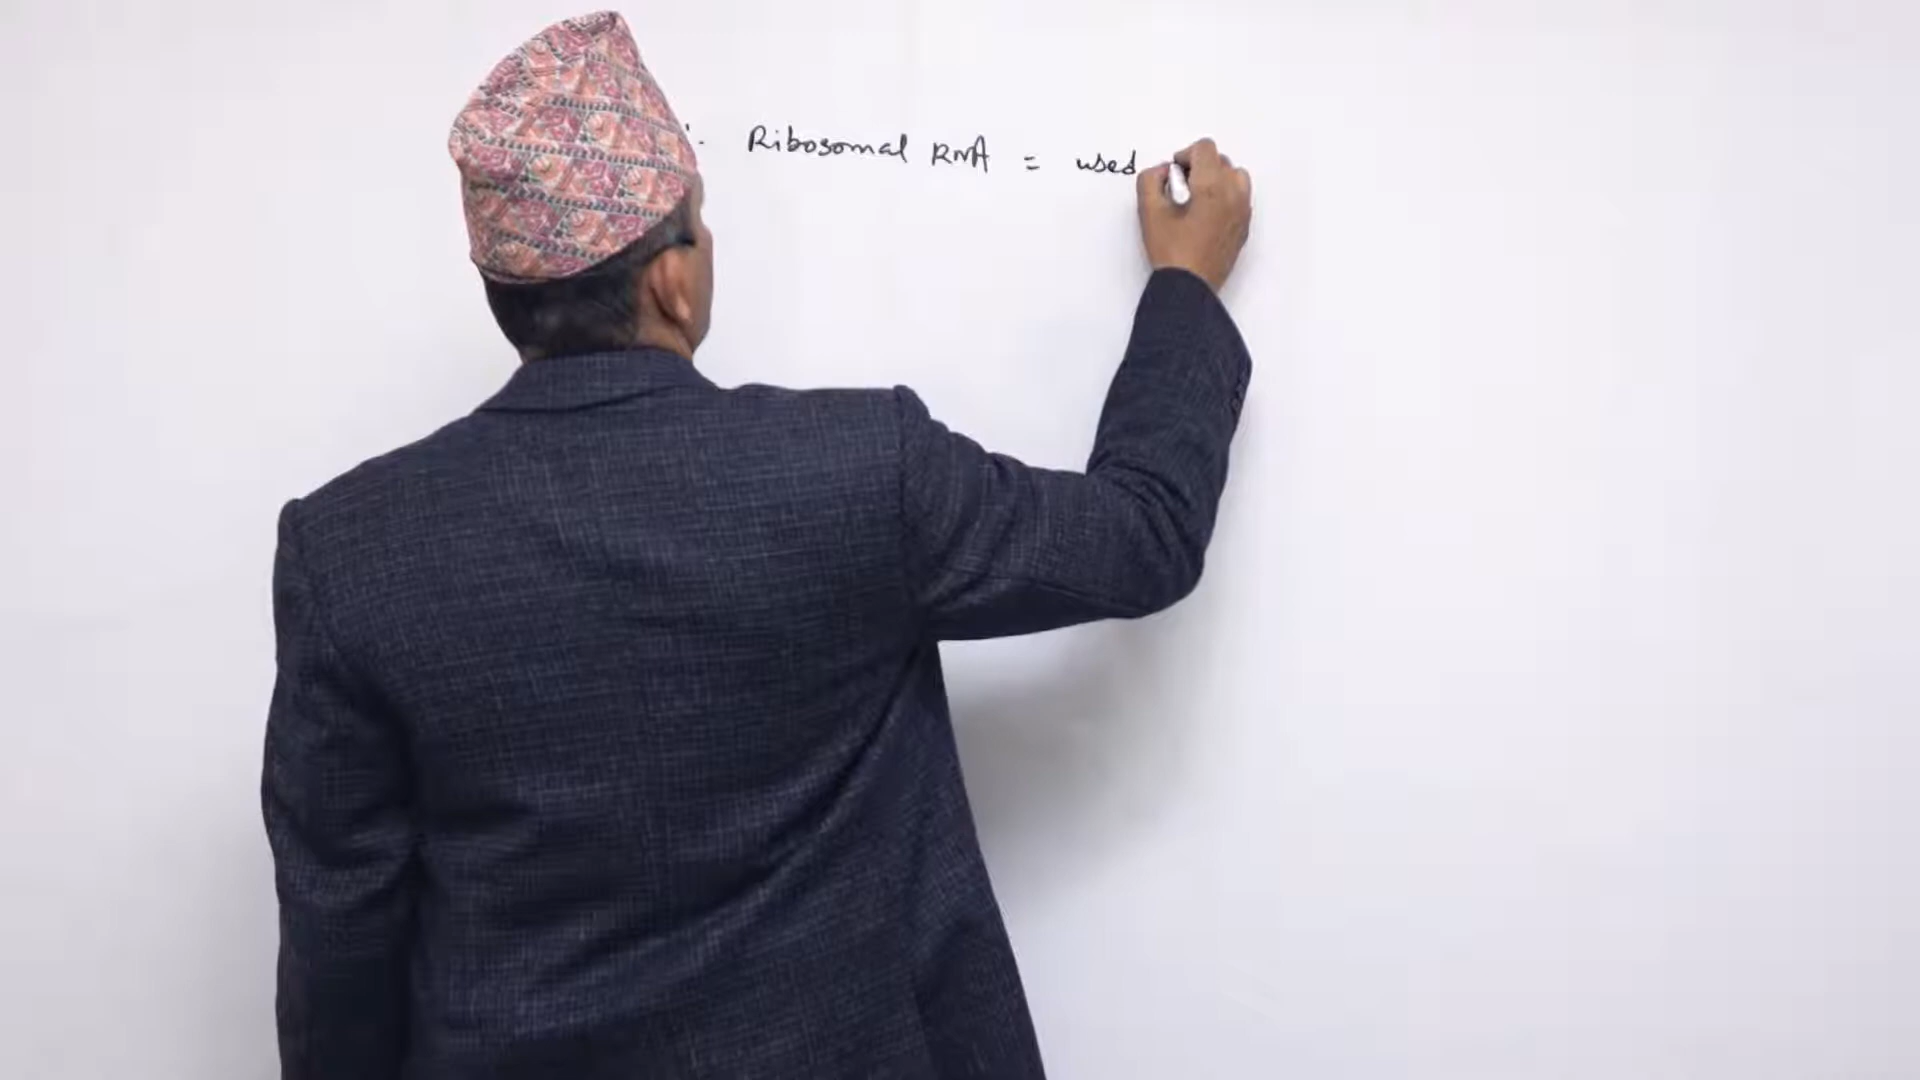 Ribosomal RNA = used